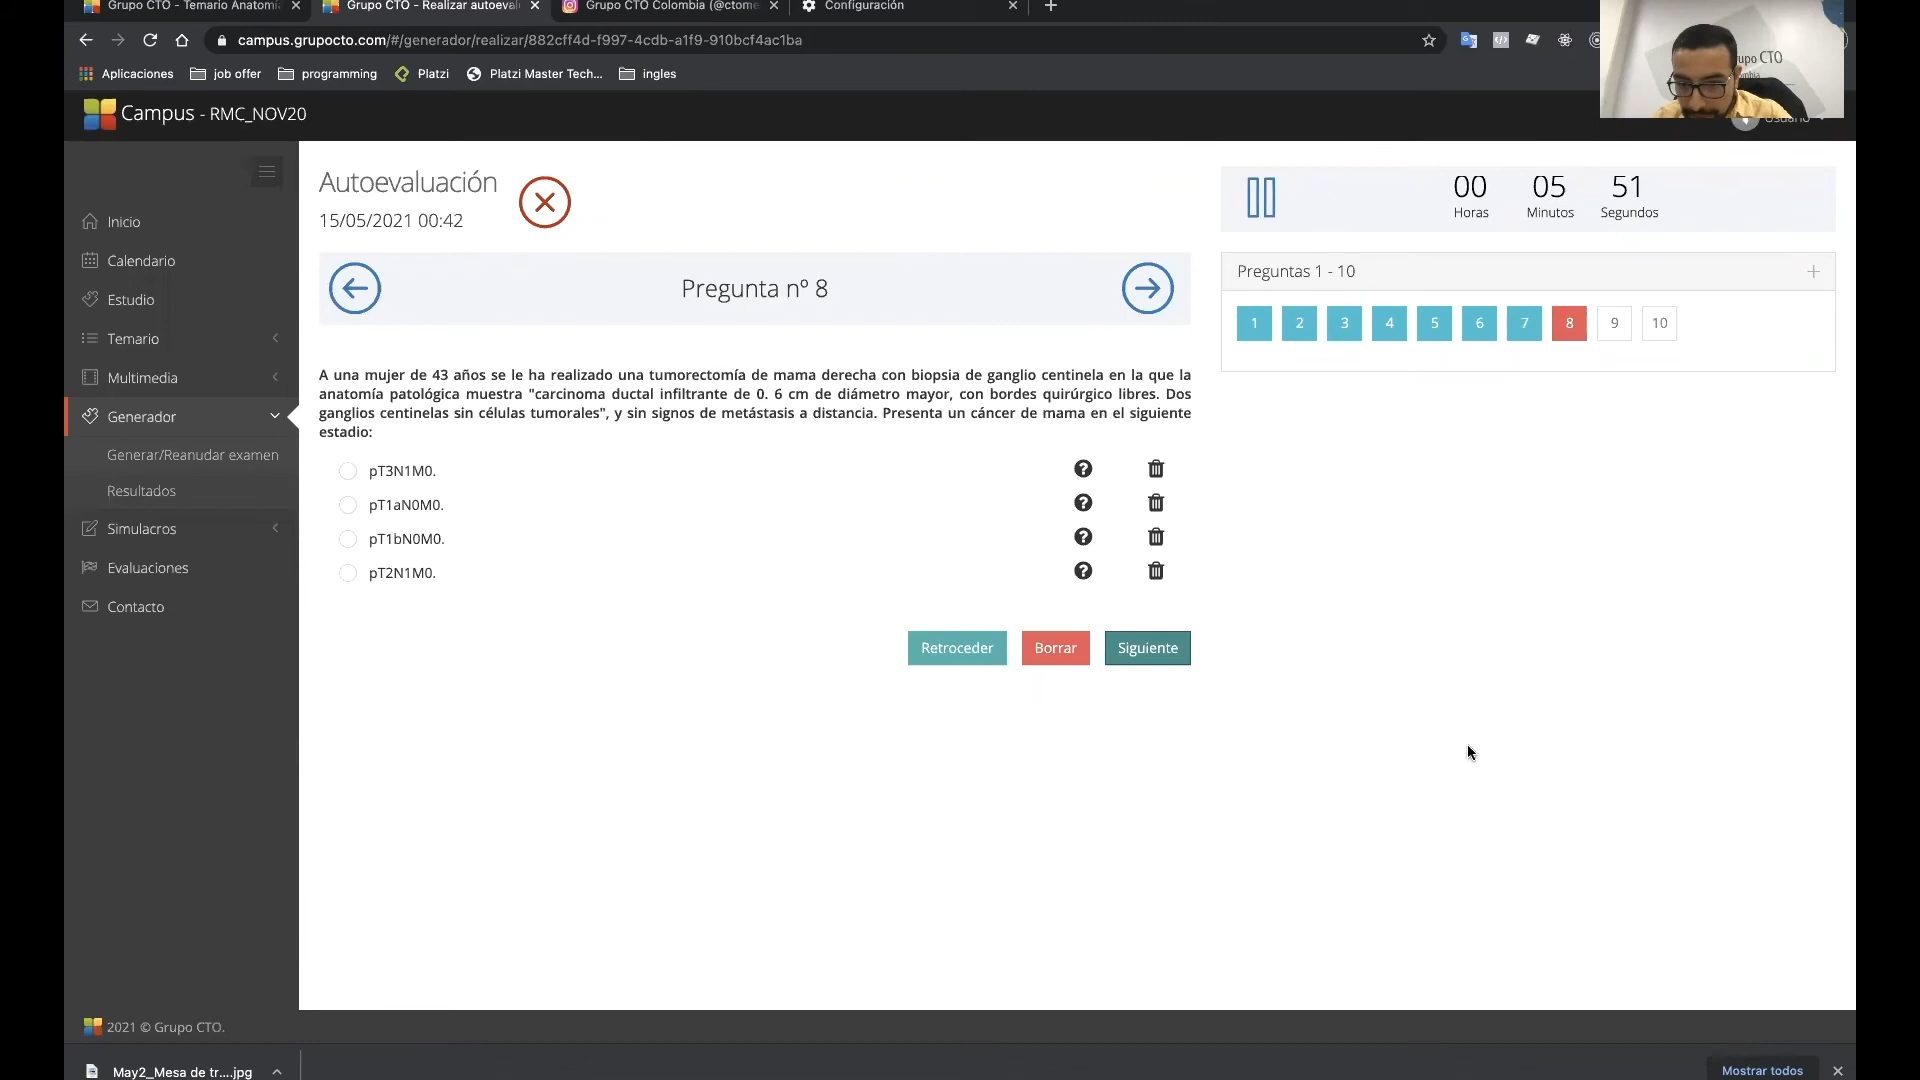 Grupo CTO - Temario Anatomí
Grupo CTO - Realizar autoeval
Grupo CTO Colombia (@ctome
Configuración
campus.grupocto.com/#/generador/realizar/882cff4d-f997-4cdb-a1f9-910bcf4ac1ba
Aplicaciones
job offer
programming
Platzi
Platzi Master Tech...
ingles
upo CTO
Campus - RMC_NOV20
Usuario
Autoevaluación
15/05/2021 00:42
00 05 51
Horas Minutos Segundos
Inicio
Calendario
Estudio
Temario
Multimedia
Generador
Generar/Reanudar examen
Resultados
Simulacros
Evaluaciones
Contacto
Pregunta nº 8
Preguntas 1 - 10
1 2 3 4 5 6 7 8 9 10
A una mujer de 43 años se le ha realizado una tumorectomía de mama derecha con biopsia de ganglio centinela en la que la
anatomía patológica muestra "carcinoma ductal infiltrante de 0. 6 cm de diámetro mayor, con bordes quirúrgico libres. Dos
ganglios centinelas sin células tumorales", y sin signos de metástasis a distancia. Presenta un cáncer de mama en el siguiente
estadio:
pT3N1M0.
pT1aN0M0.
pT1bN0M0.
pT2N1M0.
Retroceder
Borrar
Siguiente
2021 © Grupo CTO.
May2_Mesa de tr....jpg
Mostrar todos